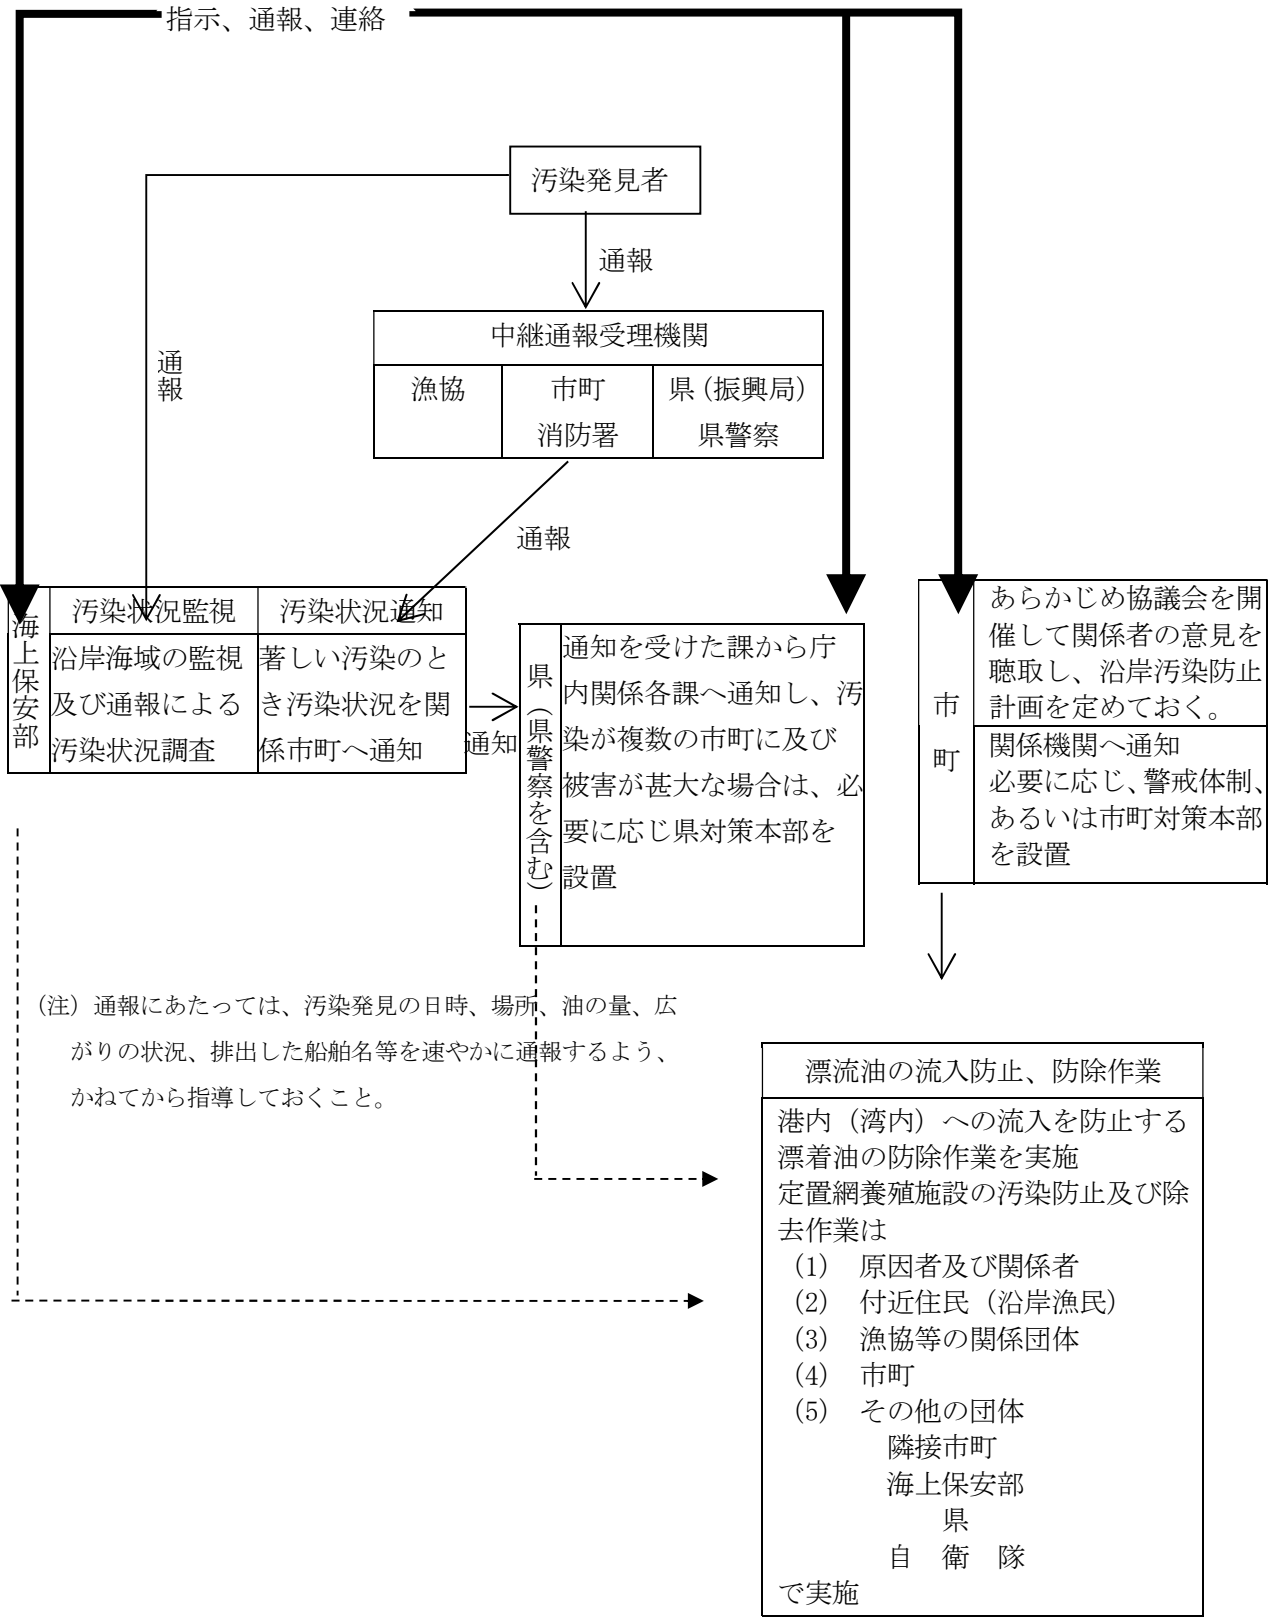 指示、通報、連絡
汚染発見者
通報
通報
中継通報受理機関
漁協
市町
消防署
県（振興局）
県警察
通報
海上保安部
汚染状況監視
沿岸海域の監視
及び通報による
汚染状況調査
汚染状況通知
著しい汚染のと
き汚染状況を関
係市町へ通知
通知
県（県警察を含む）
通知を受けた課から庁
内関係各課へ通知し、汚
染が複数の市町に及び
被害が甚大な場合は、必
要に応じ県対策本部を
設置
市町
あらかじめ協議会を開
催して関係者の意見を
聴取し、沿岸汚染防止
計画を定めておく。
関係機関へ通知
必要に応じ、警戒体制、
あるいは市町対策本部
を設置
（注）通報にあたっては、汚染発見の日時、場所、油の量、広
がりの状況、排出した船舶名等を速やかに通報するよう、
かねてから指導しておくこと。
漂流油の流入防止、防除作業
港内（湾内）への流入を防止する
漂着油の防除作業を実施
定置網養殖施設の汚染防止及び除
去作業は
(1) 原因者及び関係者
(2) 付近住民（沿岸漁民）
(3) 漁協等の関係団体
(4) 市町
(5) その他の団体
隣接市町
海上保安部
県
自 衛 隊
で実施